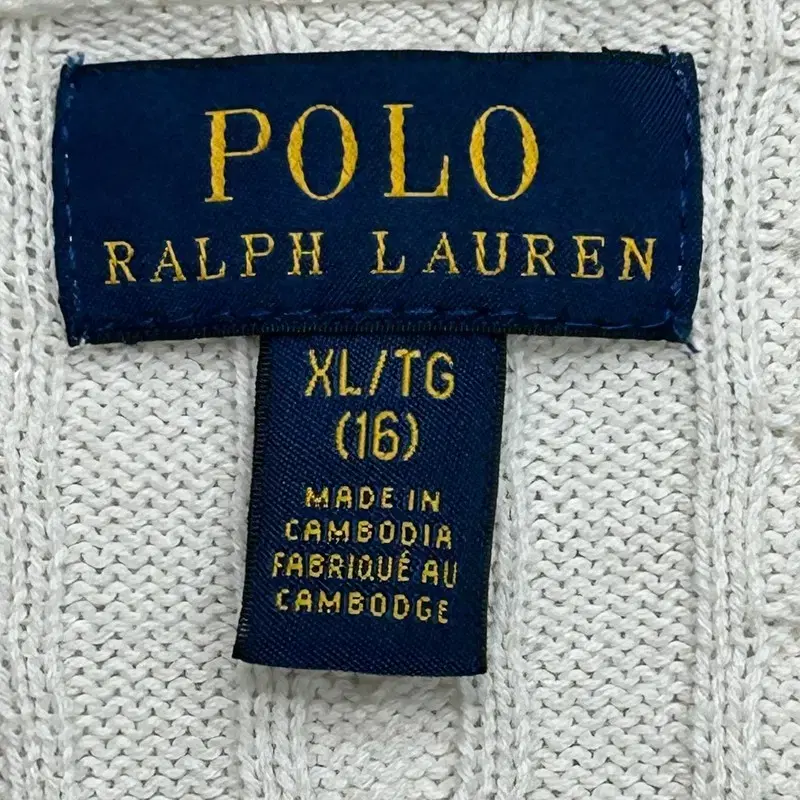 POLO
RALPH LAUREN
XL/TG
(16)
MADE IN
CAMBODIA
FABRIQUÉ AU
CAMBODGE